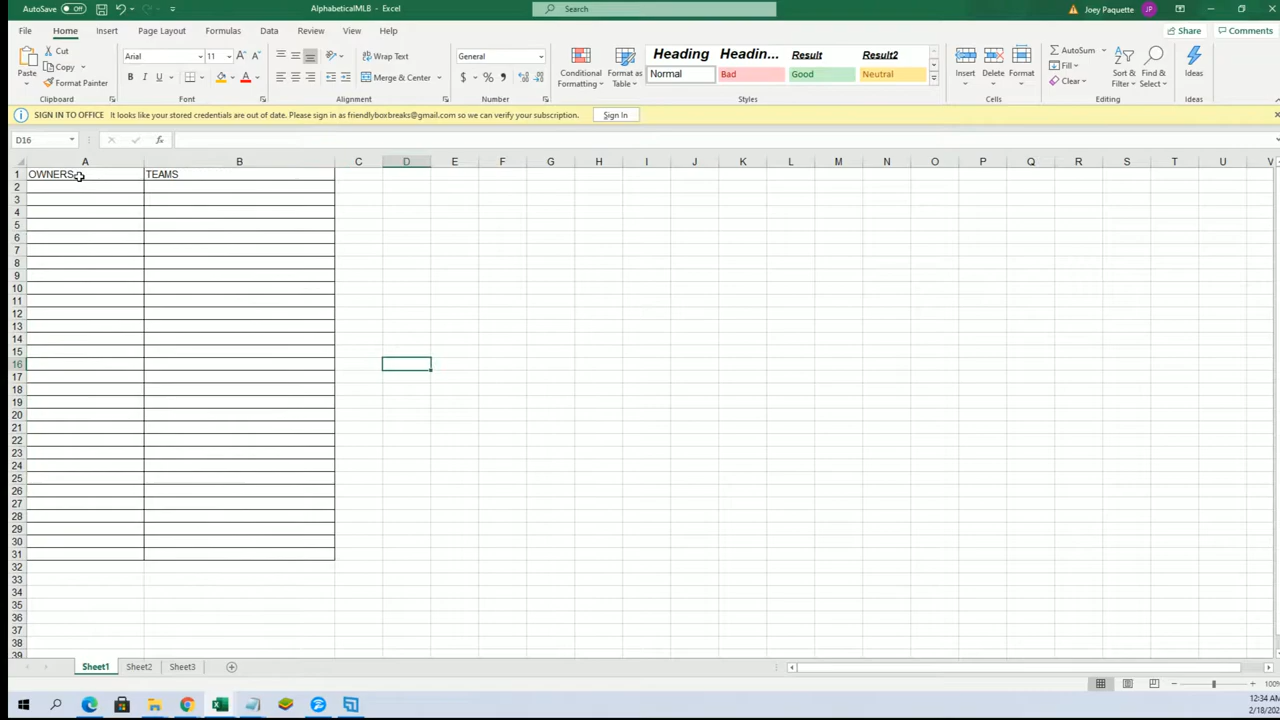 AutoSave Off AlphabeticalMLB - Excel Search Joey Paquette JP
File Home Insert Page Layout Formulas Data Review View Help Share Comments
Paste Cut Copy Format Painter Clipboard
Arial 11 A A B I U A Font
Wrap Text Merge & Center Alignment
General $ % Number
Conditional Formatting Format as Table
Heading Headin... Result Result2
Normal Bad Good Neutral
Styles
Insert Delete Format Cells
AutoSum Fill Clear Sort & Filter Find & Select Editing
Ideas Ideas
SIGN IN TO OFFICE It looks like your stored credentials are out of date. Please sign in as friendlyboxbreaks@gmail.com so we can verify your subscription. Sign In
D16 fx
A B C D E F G H I J K L M N O P Q R S T U V
1 OWNERS TEAMS
2
3
4
5
6
7
8
9
10
11
12
13
14
15
16
17
18
19
20
21
22
23
24
25
26
27
28
29
30
31
32
33
34
35
36
37
38
39
Sheet1 Sheet2 Sheet3
100%
12:34 AM